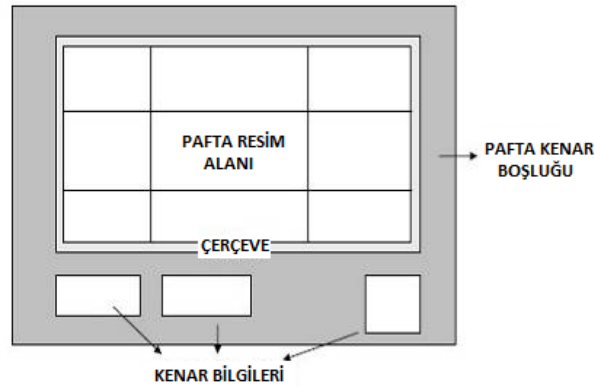 PAFTA RESİM
ALANI
PAFTA KENAR
BOŞLUĞU
ÇERÇEVE
KENAR BİLGİLERİ